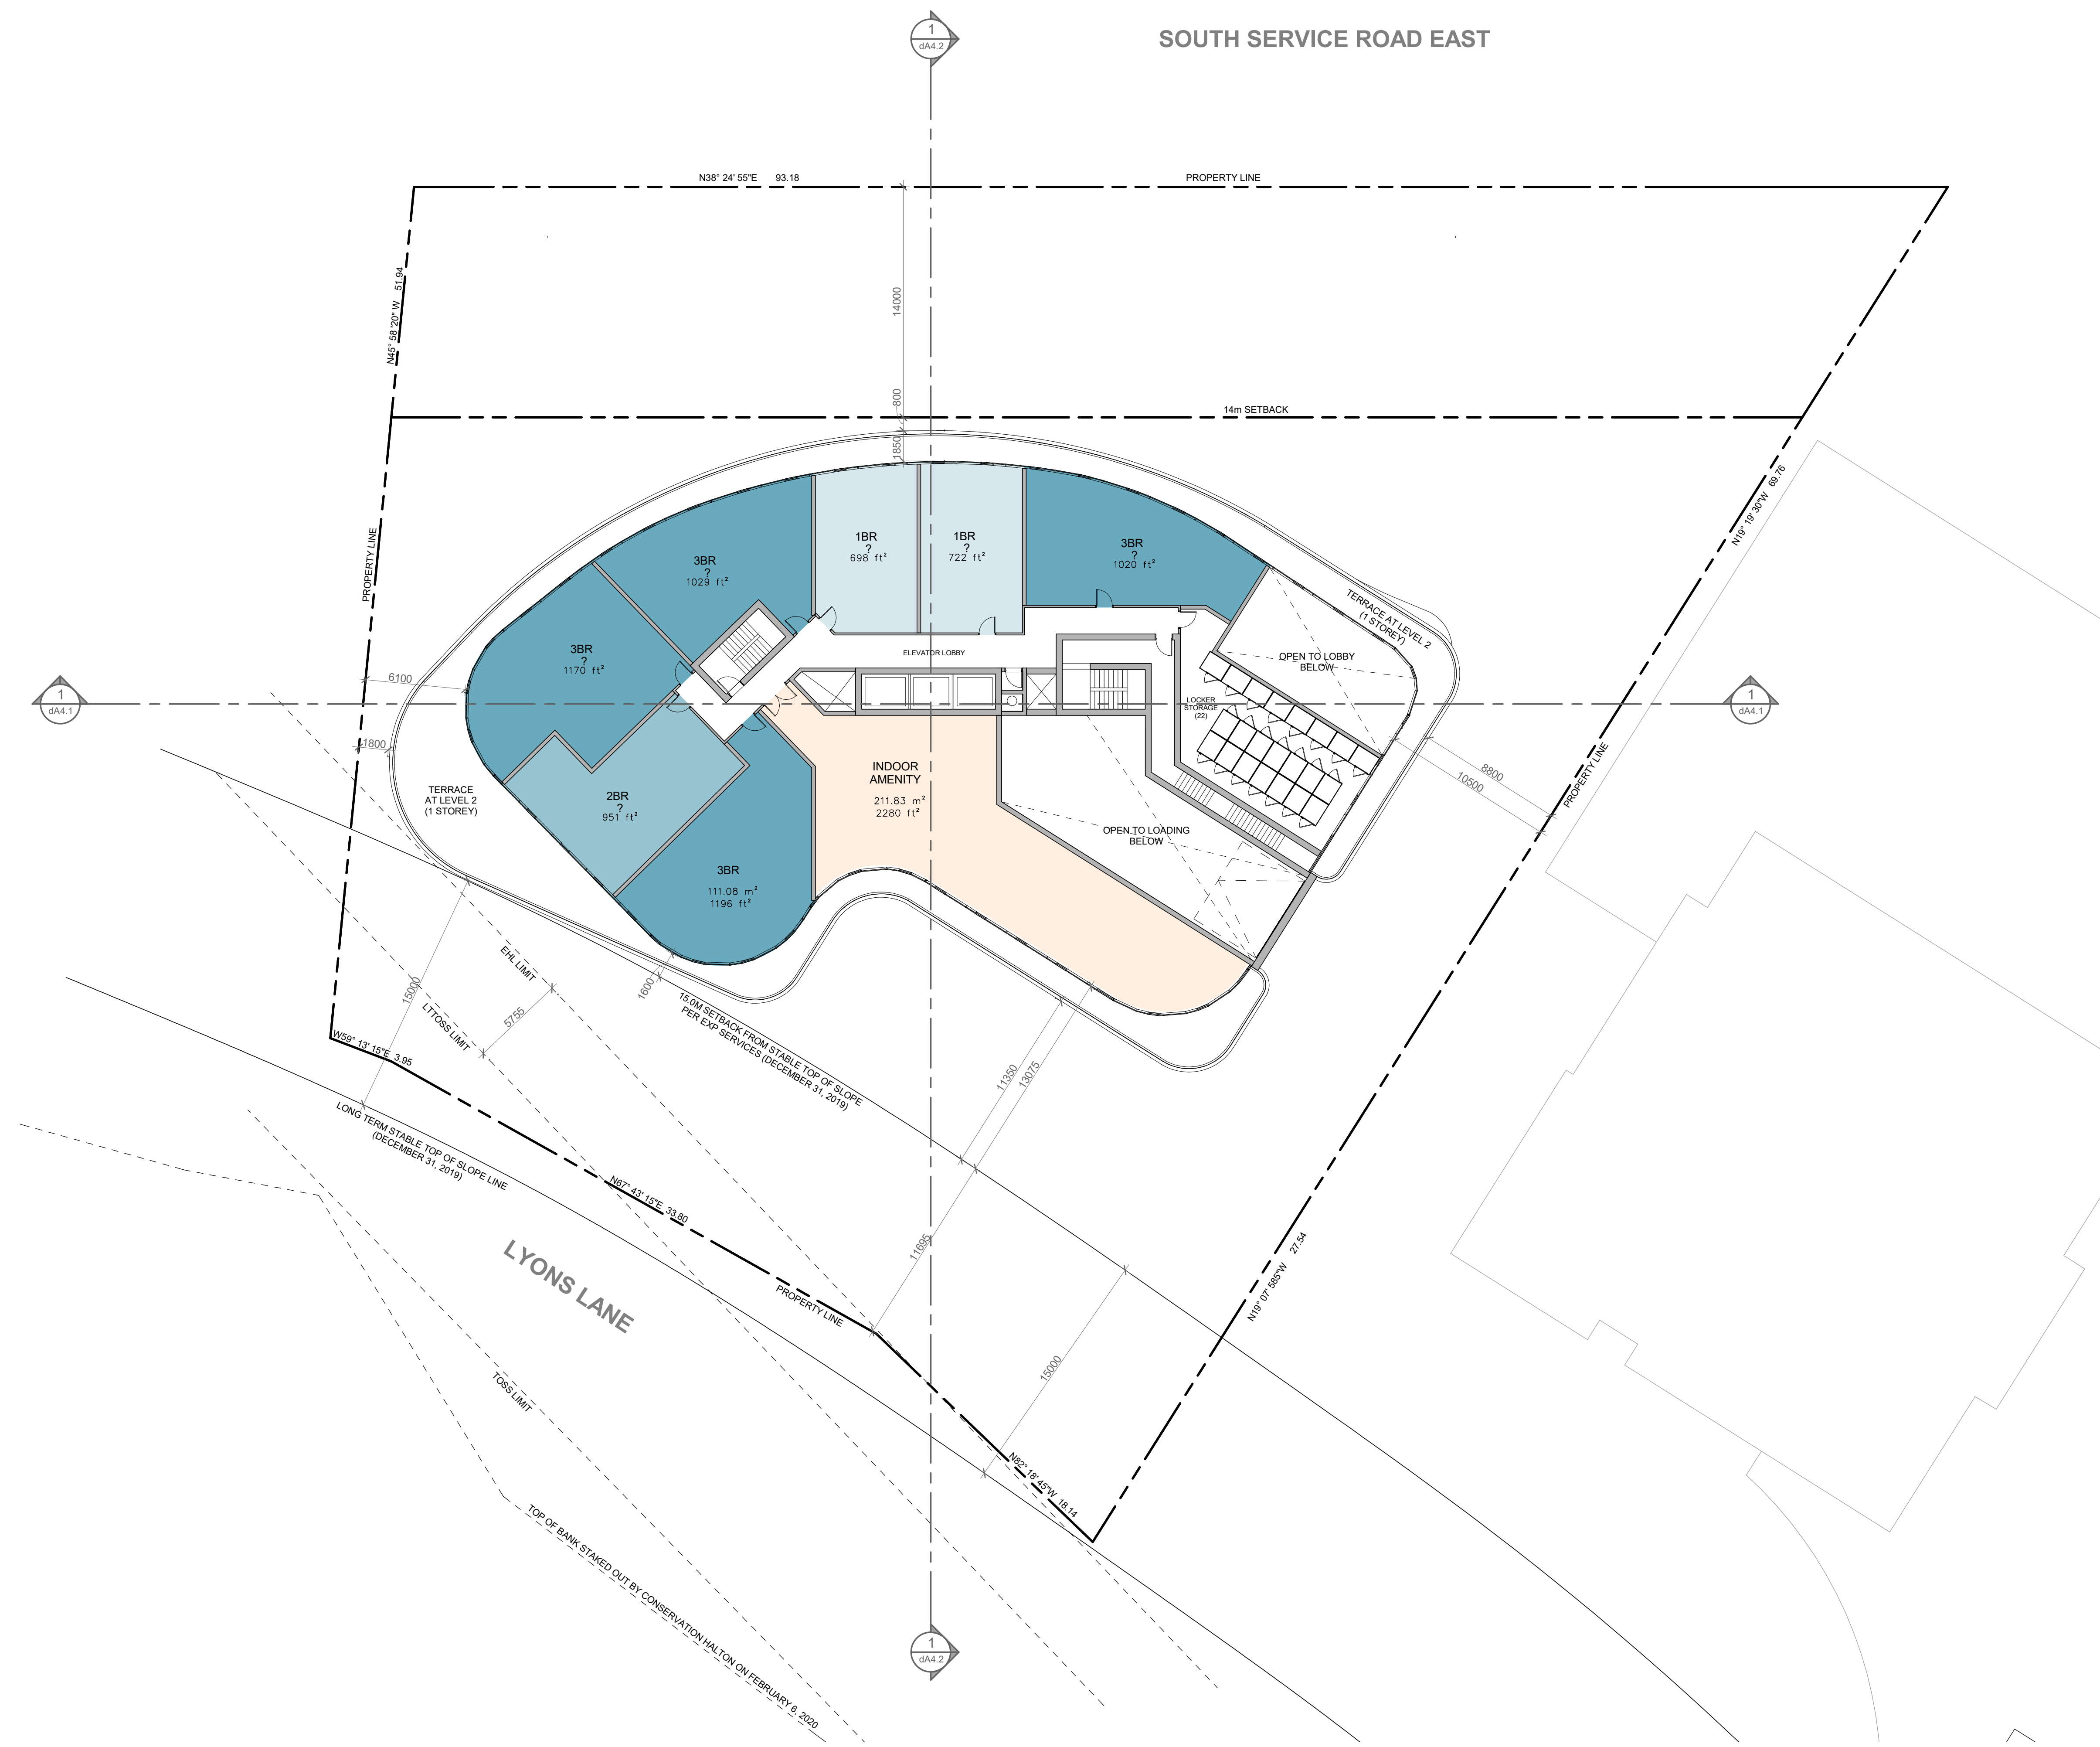 1
dA4.2
SOUTH SERVICE ROAD EAST
N38° 24' 55"E 93.18
PROPERTY LINE
N45° 58 '20" W 51.94
14000
800
14m SETBACK
1850
N19° 19' 30"W 69.76
PROPERTY LINE
3BR
?
1029 ft²
1BR
?
698 ft²
1BR
?
722 ft²
3BR
?
1020 ft²
TERRACE AT LEVEL 2
(1 STOREY)
3BR
?
1170 ft²
ELEVATOR LOBBY
OPEN TO LOBBY
BELOW
6100
1
dA4.1
1
dA4.1
LOCKER
STORAGE
(22)
1800
8800
10500
PROPERTY LINE
TERRACE
AT LEVEL 2
(1 STOREY)
2BR
?
951 ft²
INDOOR
AMENITY
211.83 m²
2280 ft²
OPEN TO LOADING
BELOW
3BR
111.08 m²
1196 ft²
EHL LIMIT
15000
LTTOSS LIMIT
5755
1600
15.0M SETBACK FROM STABLE TOP OF SLOPE
PER EXP SERVICES (DECEMBER 31, 2019)
W59° 13' 15"E 3.95
11350
13075
LONG TERM STABLE TOP OF SLOPE LINE
(DECEMBER 31, 2019)
N67° 43' 15"E 33.80
11695
N19° 07' 585"W 27.54
LYONS LANE
PROPERTY LINE
15000
TOSS LIMIT
N82° 18' 45"W 18.14
TOP OF BANK STAKED OUT BY CONSERVATION HALTON ON FEBRUARY 6, 2020
1
dA4.2